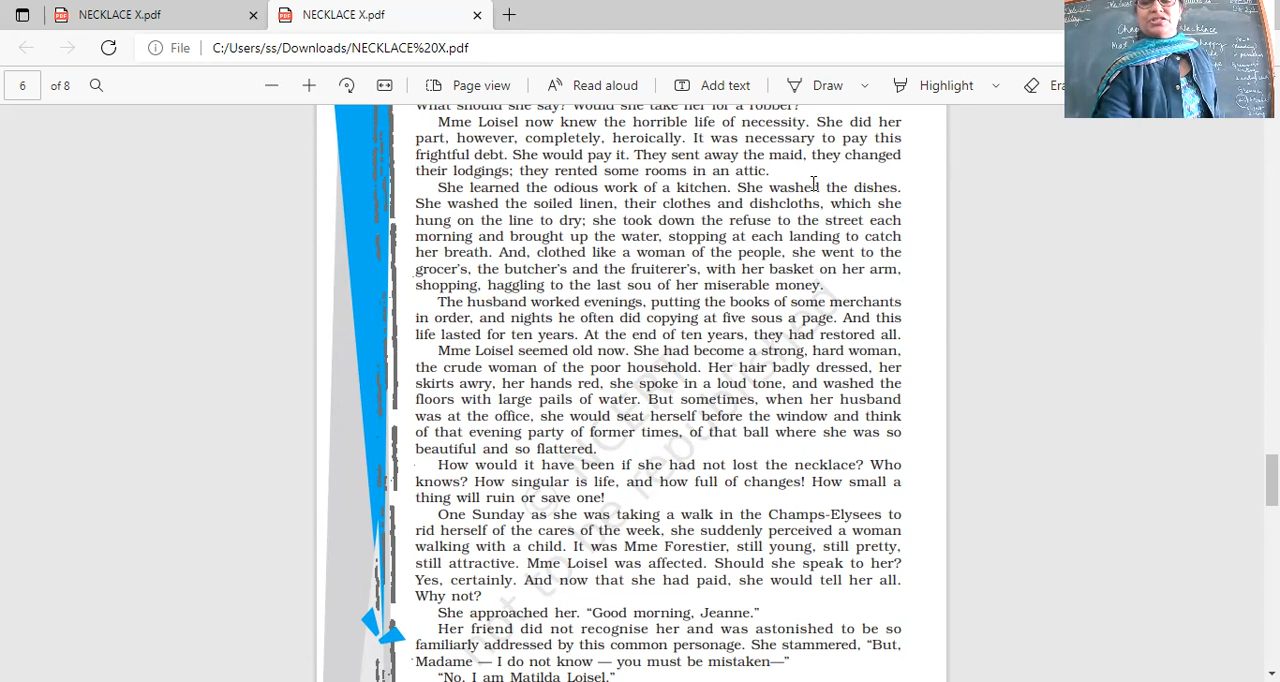 NECKLACE X.pdf
NECKLACE X.pdf
File C:/Users/ss/Downloads/NECKLACE%20X.pdf
6 of 8 Page view Read aloud Add text Draw Highlight Era
What should she say? Would she take her for a robber?
Mme Loisel now knew the horrible life of necessity. She did her
part, however, completely, heroically. It was necessary to pay this
frightful debt. She would pay it. They sent away the maid, they changed
their lodgings; they rented some rooms in an attic.
She learned the odious work of a kitchen. She washed the dishes.
She washed the soiled linen, their clothes and dishcloths, which she
hung on the line to dry; she took down the refuse to the street each
morning and brought up the water, stopping at each landing to catch
her breath. And, clothed like a woman of the people, she went to the
grocer's, the butcher's and the fruiterer's, with her basket on her arm,
shopping, haggling to the last sou of her miserable money.
The husband worked evenings, putting the books of some merchants
in order, and nights he often did copying at five sous a page. And this
life lasted for ten years. At the end of ten years, they had restored all.
Mme Loisel seemed old now. She had become a strong, hard woman,
the crude woman of the poor household. Her hair badly dressed, her
skirts awry, her hands red, she spoke in a loud tone, and washed the
floors with large pails of water. But sometimes, when her husband
was at the office, she would seat herself before the window and think
of that evening party of former times, of that ball where she was so
beautiful and so flattered.
How would it have been if she had not lost the necklace? Who
knows? How singular is life, and how full of changes! How small a
thing will ruin or save one!
One Sunday as she was taking a walk in the Champs-Elysees to
rid herself of the cares of the week, she suddenly perceived a woman
walking with a child. It was Mme Forestier, still young, still pretty,
still attractive. Mme Loisel was affected. Should she speak to her?
Yes, certainly. And now that she had paid, she would tell her all.
Why not?
She approached her. “Good morning, Jeanne.”
Her friend did not recognise her and was astonished to be so
familiarly addressed by this common personage. She stammered, “But,
Madame — I do not know — you must be mistaken—”
“No, I am Matilda Loisel.”
© NCERT
not to be republished